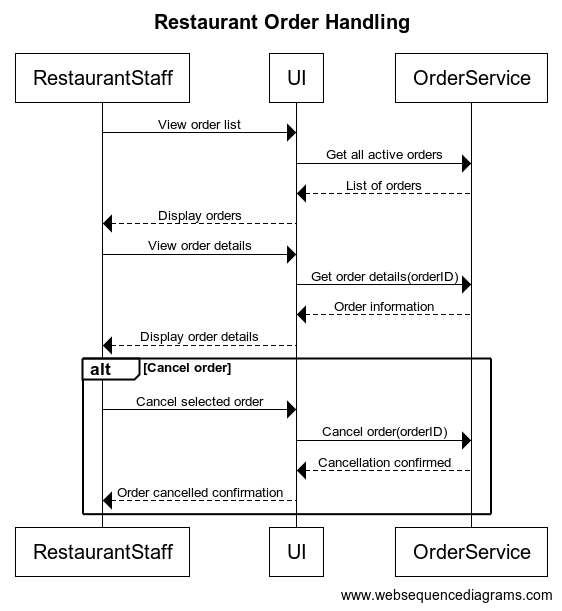 Restaurant Order Handling
RestaurantStaff UI OrderService
View order list
Get all active orders
List of orders
Display orders
View order details
Get order details(orderID)
Order information
Display order details
alt [Cancel order]
Cancel selected order
Cancel order(orderID)
Cancellation confirmed
Order cancelled confirmation
RestaurantStaff UI OrderService
www.websequencediagrams.com